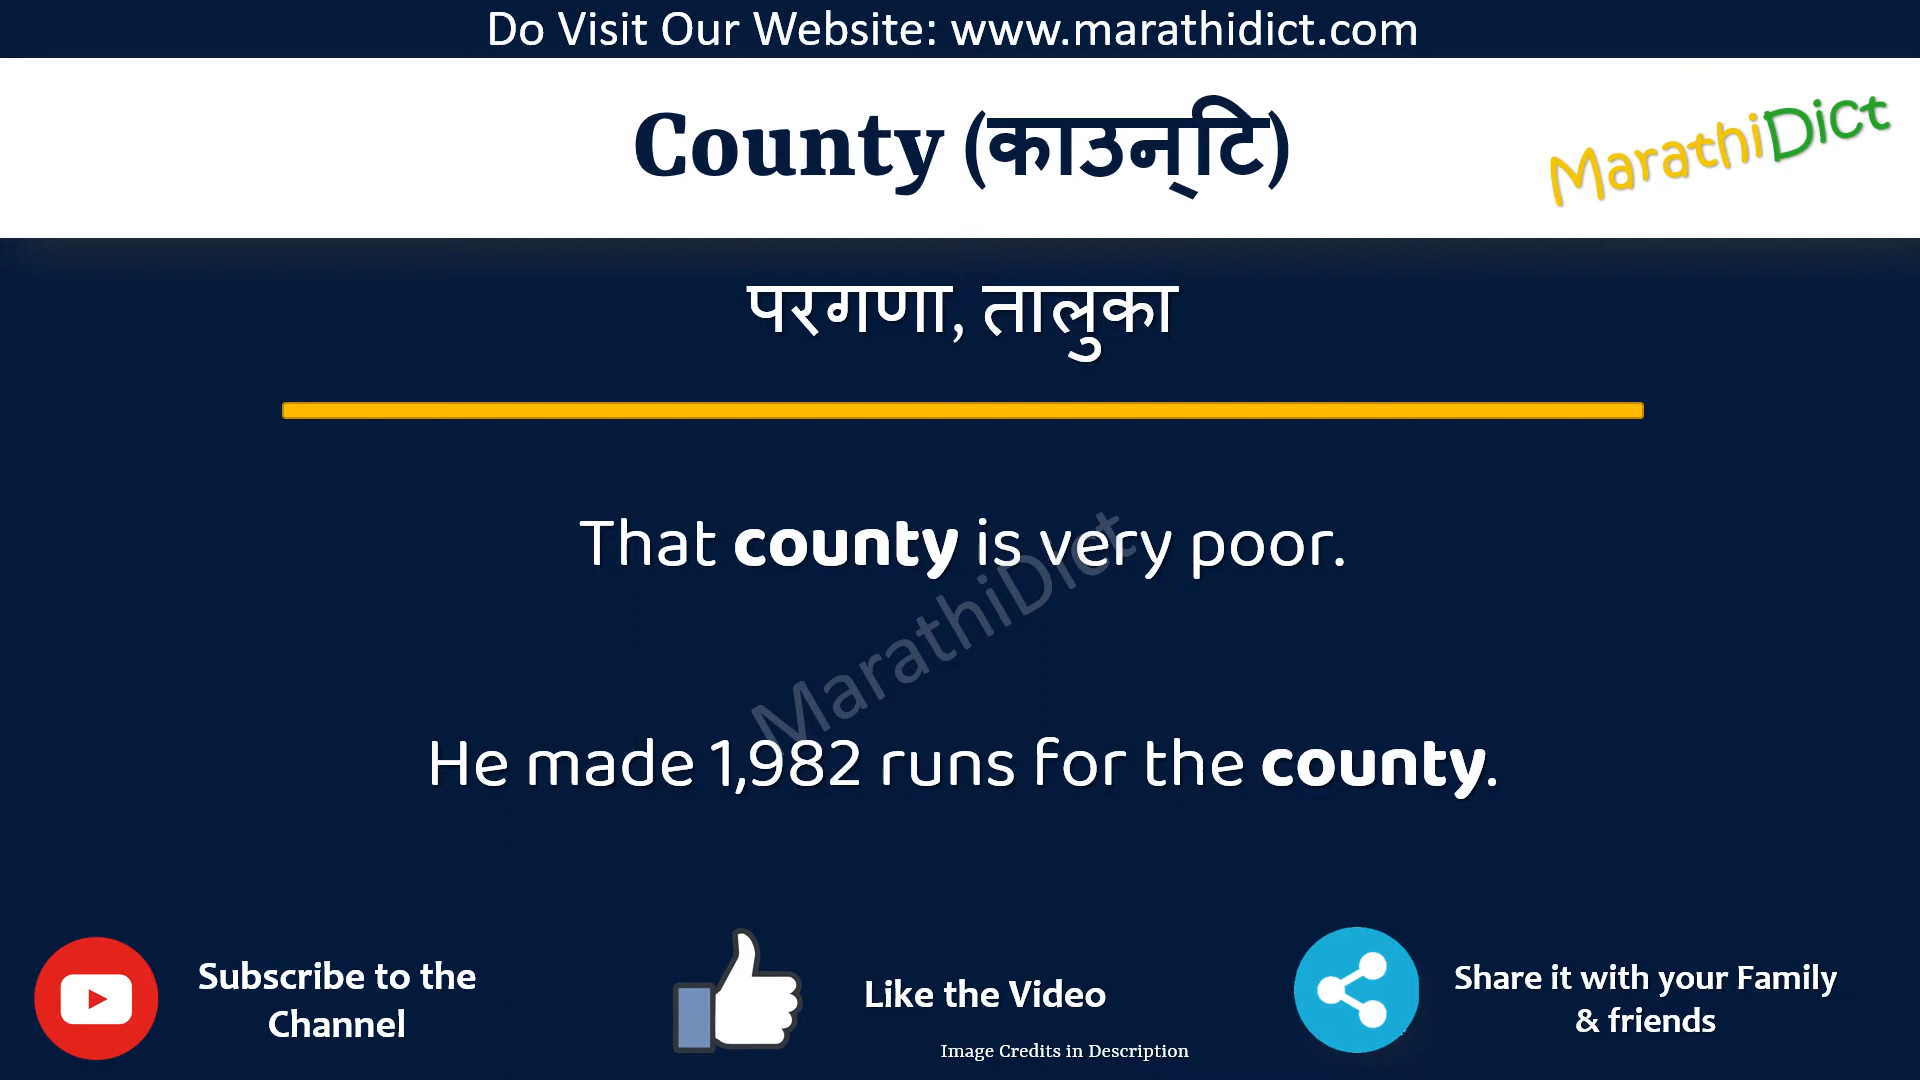 Do Visit Our Website: www.marathidict.com
County (काउन्टि)
MarathiDict
परगणा, तालुका
That county is very poor.
MarathiDict
He made 1,982 runs for the county.
Subscribe to the
Channel
Like the Video
Share it with your Family
& friends
Image Credits in Description